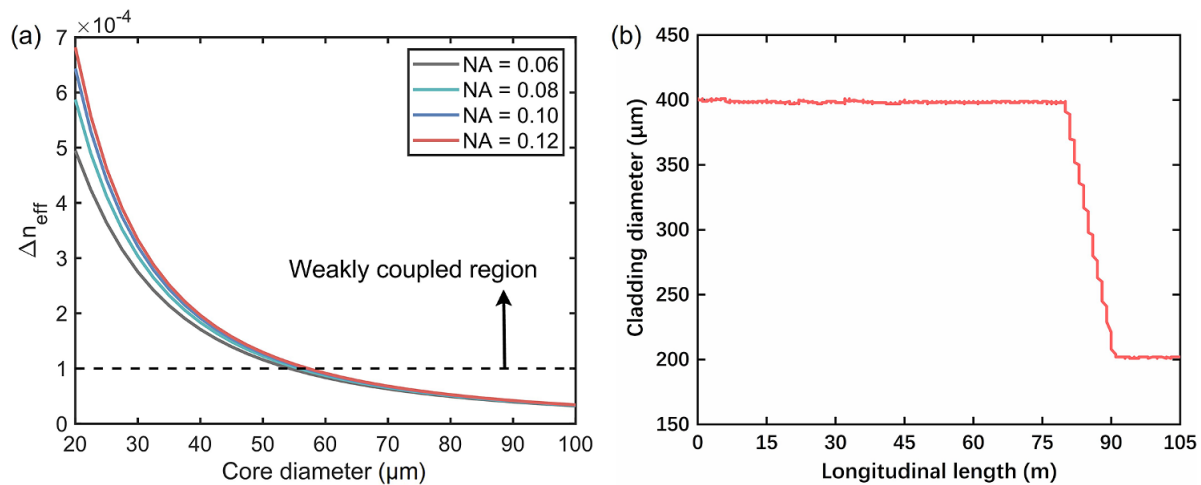 (a)
×10⁻⁴
7
6
5
4
3
2
1
0
Δn_eff
NA = 0.06
NA = 0.08
NA = 0.10
NA = 0.12
Weakly coupled region
20 30 40 50 60 70 80 90 100
Core diameter (μm)
(b)
450
400
350
300
250
200
150
Cladding diameter (μm)
0 15 30 45 60 75 90 105
Longitudinal length (m)